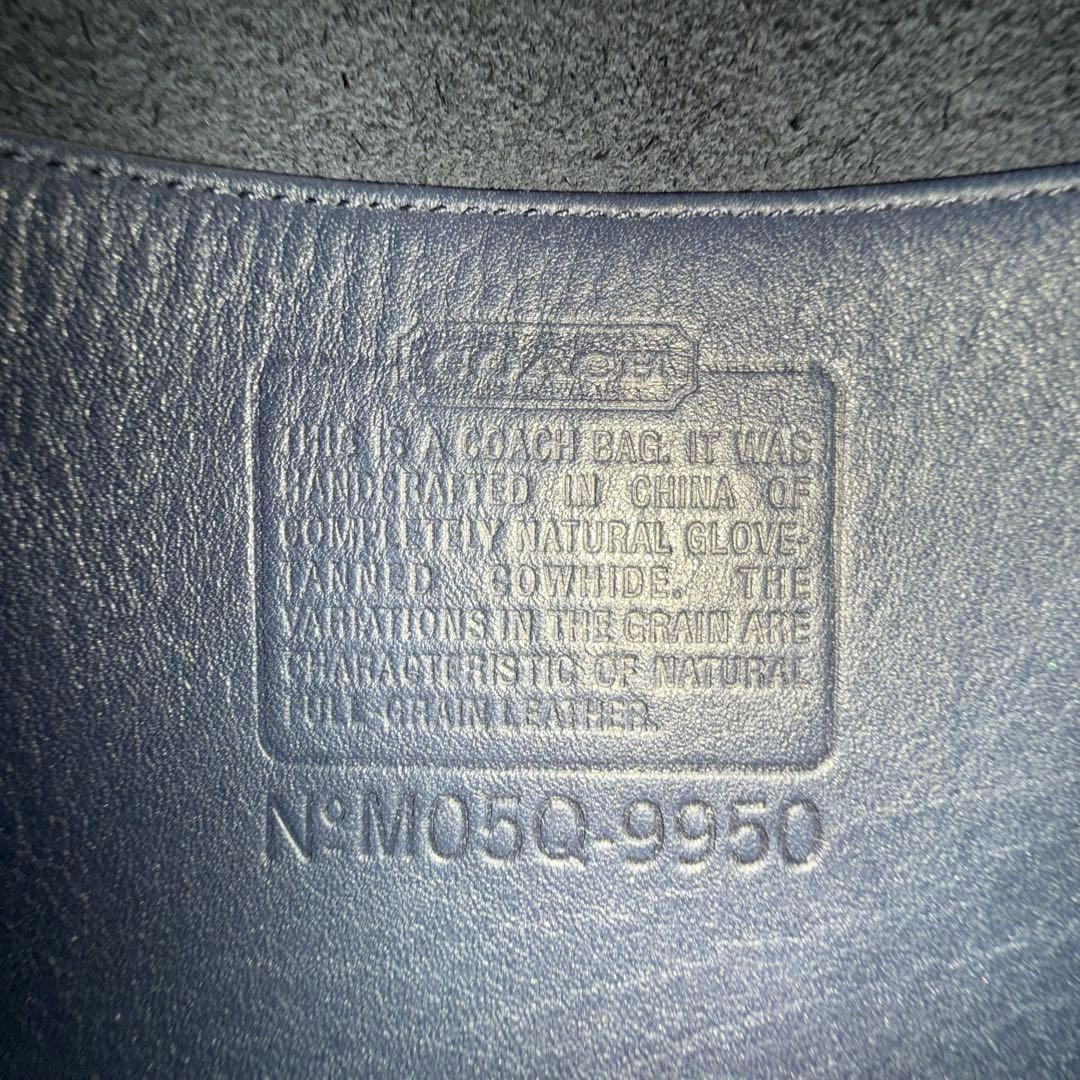 COACH
THIS IS A COACH BAG. IT WAS
HANDCRAFTED IN CHINA OF
COMPLETELY NATURAL GLOVE-
TANNED COWHIDE. THE
VARIATIONS IN THE GRAIN ARE
CHARACTERISTIC OF NATURAL
FULL GRAIN LEATHER.
NºM05Q-9950